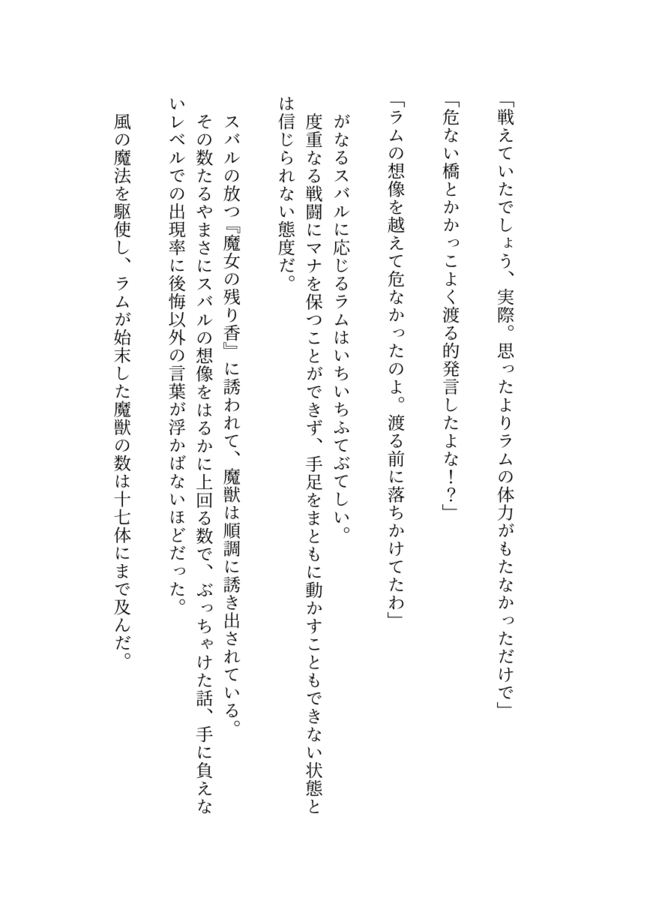 「戦えていたでしょう、実際。思ったよりラムの体力がもたなかっただけで」
「危ない橋とかかっこよく渡る的発言したよな！？」
「ラムの想像を越えて危なかったのよ。渡る前に落ちかけてたわ」
がなるスバルに応じるラムはいちいちふてぶてしい。
度重なる戦闘にマナを保つことができず、手足をまともに動かすこともできない状態と
は信じられない態度だ。
スバルの放つ『魔女の残り香』に誘われて、魔獣は順調に誘き出されている。
その数たるやまさにスバルの想像をはるかに上回る数で、ぶっちゃけた話、手に負えな
いレベルでの出現率に後悔以外の言葉が浮かばないほどだった。
風の魔法を駆使し、ラムが始末した魔獣の数は十七体にまで及んだ。